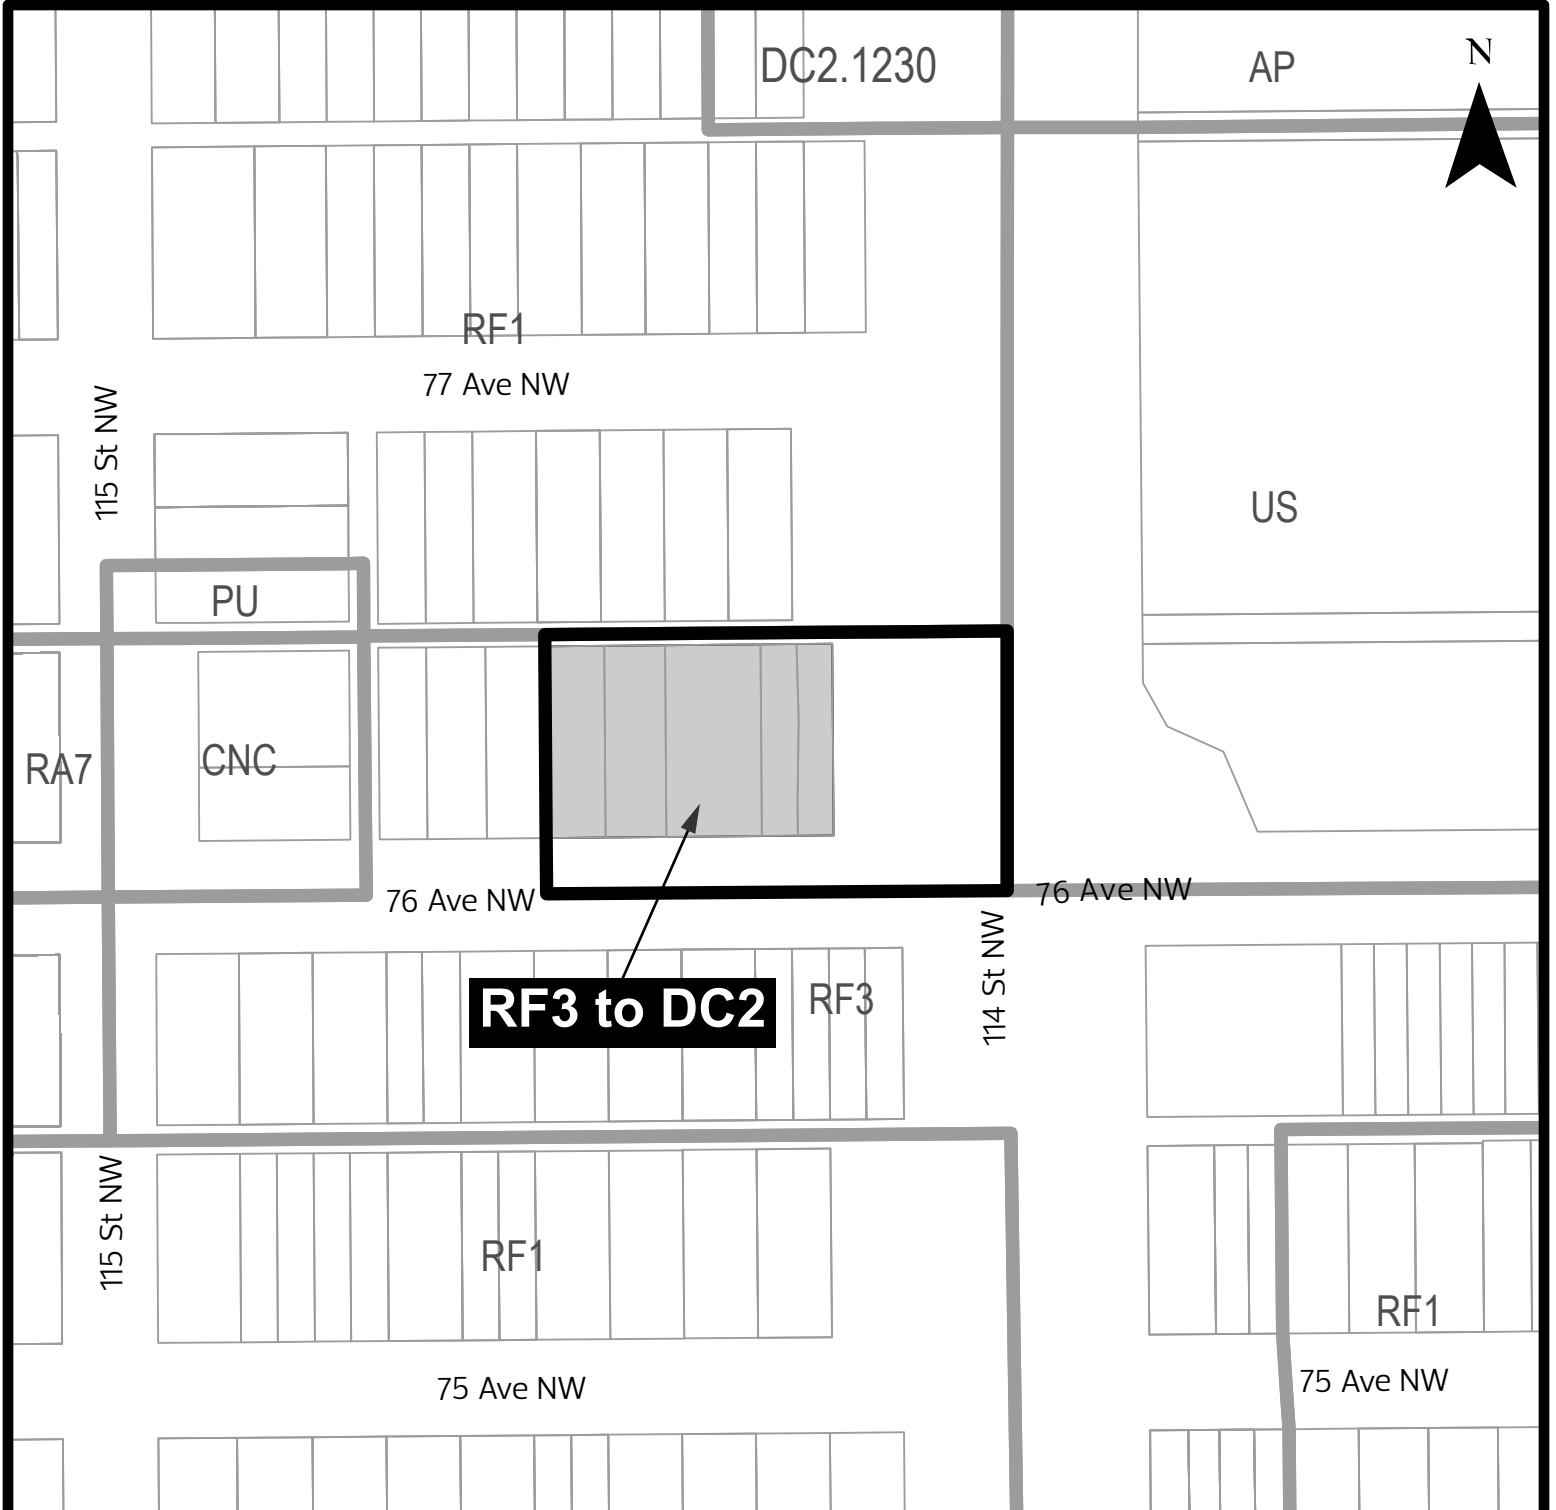 DC2.1230
AP
N
RF1
77 Ave NW
115 St NW
US
PU
RA7
CNC
76 Ave NW
76 Ave NW
RF3 to DC2
RF3
114 St NW
115 St NW
RF1
RF1
75 Ave NW
75 Ave NW